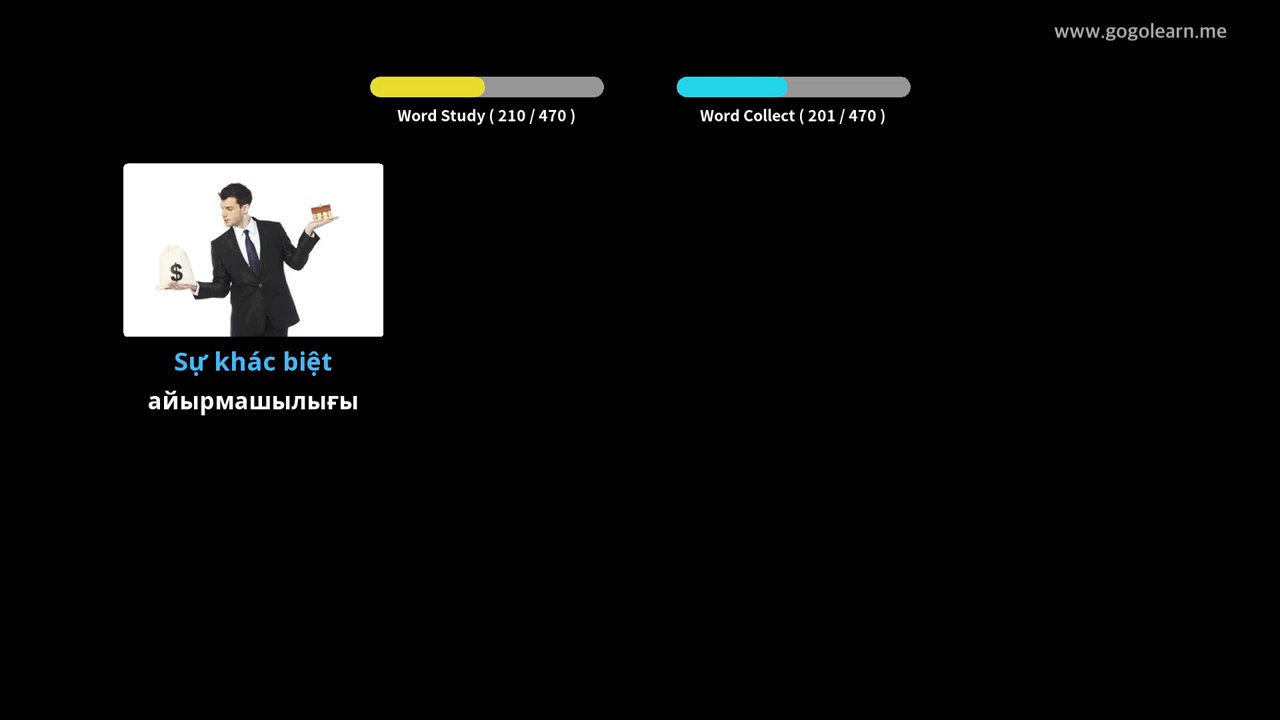 www.gogolearn.me
Word Study ( 210 / 470 )
Word Collect ( 201 / 470 )
$
Sự khác biệt
айырмашылығы